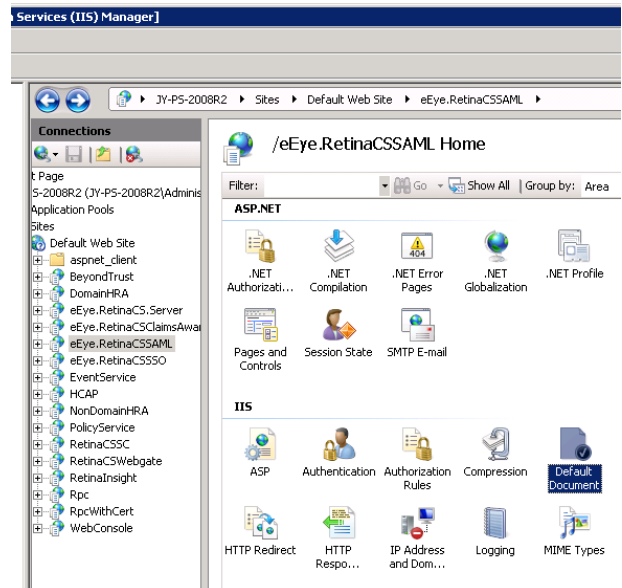 Services (IIS) Manager]
JY-PS-2008R2 Sites Default Web Site eEye.RetinaCSSAML
Connections
t Page
S-2008R2 (JY-PS-2008R2\Adminis
Application Pools
Sites
Default Web Site
aspnet_client
BeyondTrust
DomainHRA
eEye.RetinaCS.Server
eEye.RetinaCSClaimsAwar
eEye.RetinaCSSAML
eEye.RetinaCSSSO
EventService
HCAP
NonDomainHRA
PolicyService
RetinaCSSC
RetinaCSWebgate
RetinaInsight
Rpc
RpcWithCert
WebConsole
/eEye.RetinaCSSAML Home
Filter: Go Show All Group by: Area
ASP.NET
.NET Authorizati...
.NET Compilation
404
.NET Error Pages
.NET Globalization
.NET Profile
Pages and Controls
Session State
SMTP E-mail
IIS
ASP
Authentication
Authorization Rules
Compression
Default Document
HTTP Redirect
HTTP Respo...
IP Address and Dom...
Logging
MIME Types